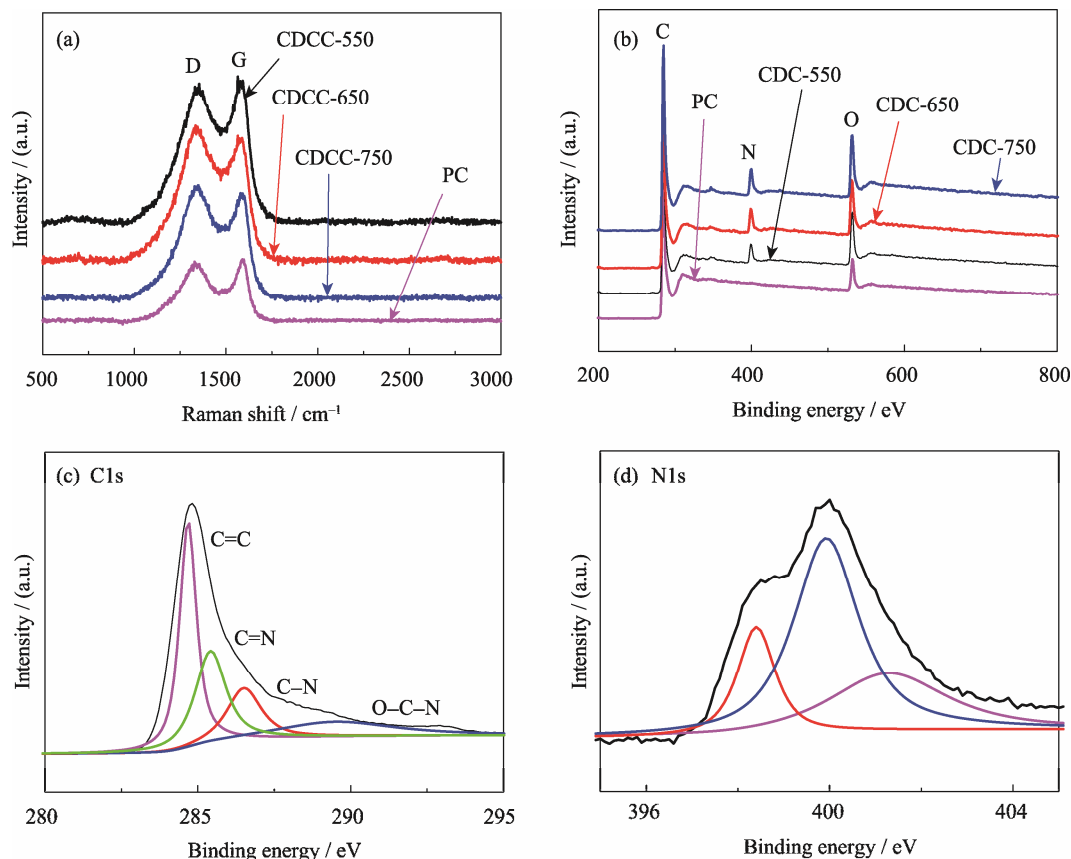 (a)
D
G
CDCC-550
CDCC-650
CDCC-750
PC
Intensity / (a.u.)
500 1000 1500 2000 2500 3000
Raman shift / cm⁻¹
(b)
C
PC
CDC-550
N
O
CDC-650
CDC-750
Intensity / (a.u.)
200 400 600 800
Binding energy / eV
(c) C1s
C=C
C=N
C–N
O–C–N
Intensity / (a.u.)
280 285 290 295
Binding energy / eV
(d) N1s
Intensity / (a.u.)
396 400 404
Binding energy / eV